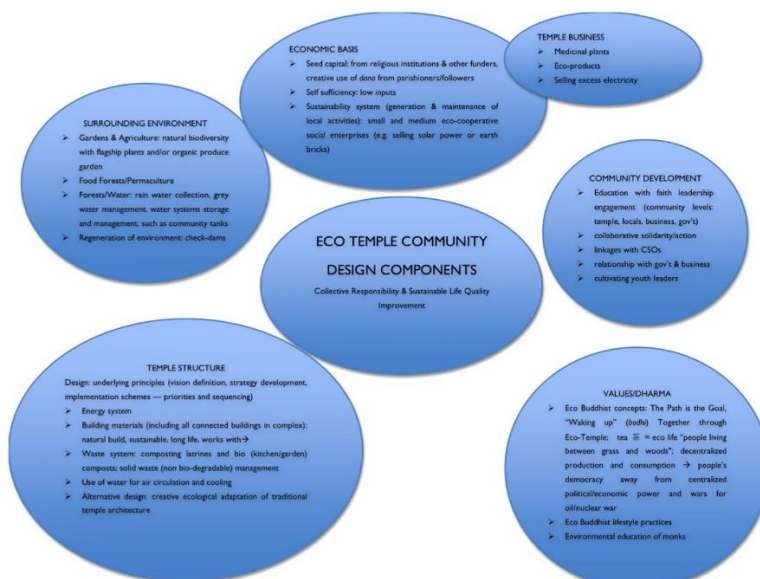 ECONOMIC BASIS
➤ Seed capital: from religious institutions & other funders,
creative use of dana from parishioners/followers
➤ Self sufficiency: low inputs
➤ Sustainability system (generation & maintenance of
local activities): small and medium eco-cooperative
social enterprises (e.g. selling solar power or earth
bricks)
TEMPLE BUSINESS
➤ Medicinal plants
➤ Eco-products
➤ Selling excess electricity
SURROUNDING ENVIRONMENT
➤ Gardens & Agriculture: natural biodiversity
with flagship plants and/or organic produce
garden
➤ Food Forests/Permaculture
➤ Forests/Water: rain water collection, grey
water management, water systems storage
and management, such as community tanks
➤ Regeneration of environment: check-dams
COMMUNITY DEVELOPMENT
➤ Education with faith leadership
engagement (community levels:
temple, locals, business, gov't)
➤ collaborative solidarity/action
➤ linkages with CSOs
➤ relationship with gov't & business
➤ cultivating youth leaders
ECO TEMPLE COMMUNITY
DESIGN COMPONENTS
Collective Responsibility & Sustainable Life Quality
Improvement
TEMPLE STRUCTURE
Design: underlying principles (vision definition, strategy development,
implementation schemes — priorities and sequencing)
➤ Energy system
➤ Building materials (including all connected buildings in complex):
natural build, sustainable, long life, works with→
➤ Waste system: composting latrines and bio (kitchen/garden)
composts; solid waste (non bio-degradable) management
➤ Use of water for air circulation and cooling
➤ Alternative design: creative ecological adaptation of traditional
temple architecture
VALUES/DHARMA
➤ Eco Buddhist concepts: The Path is the Goal,
"Waking up" (bodhi) Together through
Eco-Temple; tea 茶 = eco life "people living
between grass and woods"; decentralized
production and consumption → people's
democracy away from centralized
political/economic power and wars for
oil/nuclear war
➤ Eco Buddhist lifestyle practices
➤ Environmental education of monks